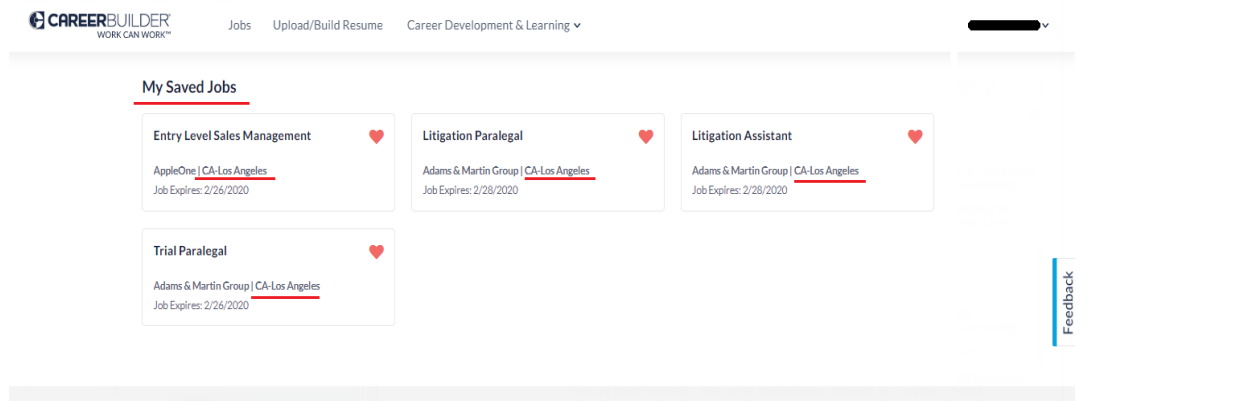 CAREERBUILDER®
WORK CAN WORK™
Jobs Upload/Build Resume Career Development & Learning
My Saved Jobs
Entry Level Sales Management
AppleOne | CA-Los Angeles
Job Expires: 2/26/2020
Litigation Paralegal
Adams & Martin Group | CA-Los Angeles
Job Expires: 2/28/2020
Litigation Assistant
Adams & Martin Group | CA-Los Angeles
Job Expires: 2/28/2020
Trial Paralegal
Adams & Martin Group | CA-Los Angeles
Job Expires: 2/26/2020
Feedback